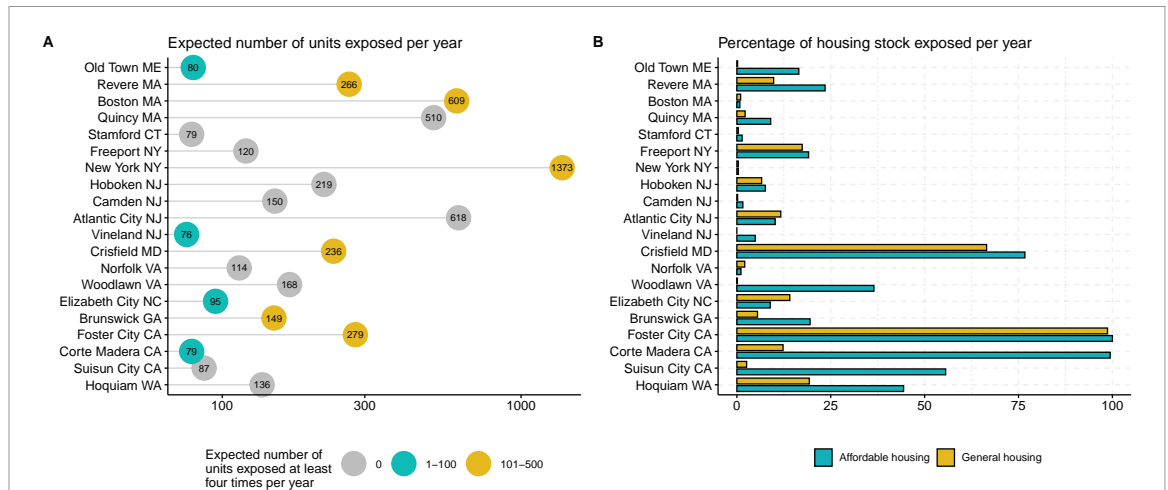 A
Expected number of units exposed per year
Old Town ME
Revere MA
Boston MA
Quincy MA
Stamford CT
Freeport NY
New York NY
Hoboken NJ
Camden NJ
Atlantic City NJ
Vineland NJ
Crisfield MD
Norfolk VA
Woodlawn VA
Elizabeth City NC
Brunswick GA
Foster City CA
Corte Madera CA
Suisun City CA
Hoquiam WA
80
266
609
510
79
120
1373
219
150
618
76
236
114
168
95
149
279
79
87
136
100 300 1000
Expected number of
units exposed at least
four times per year
0 1–100 101–500
B
Percentage of housing stock exposed per year
Old Town ME
Revere MA
Boston MA
Quincy MA
Stamford CT
Freeport NY
New York NY
Hoboken NJ
Camden NJ
Atlantic City NJ
Vineland NJ
Crisfield MD
Norfolk VA
Woodlawn VA
Elizabeth City NC
Brunswick GA
Foster City CA
Corte Madera CA
Suisun City CA
Hoquiam WA
0 25 50 75 100
Affordable housing General housing